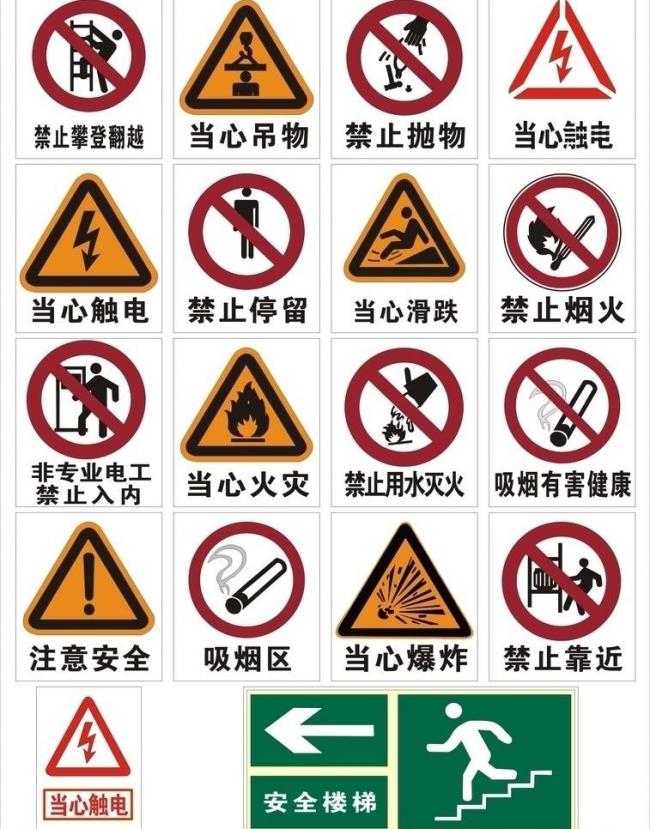 禁止攀登翻越
当心吊物
禁止抛物
当心触电
当心触电
禁止停留
当心滑跌
禁止烟火
非专业电工
禁止入内
当心火灾
禁止用水灭火
吸烟有害健康
注意安全
吸烟区
当心爆炸
禁止靠近
当心触电
安全楼梯